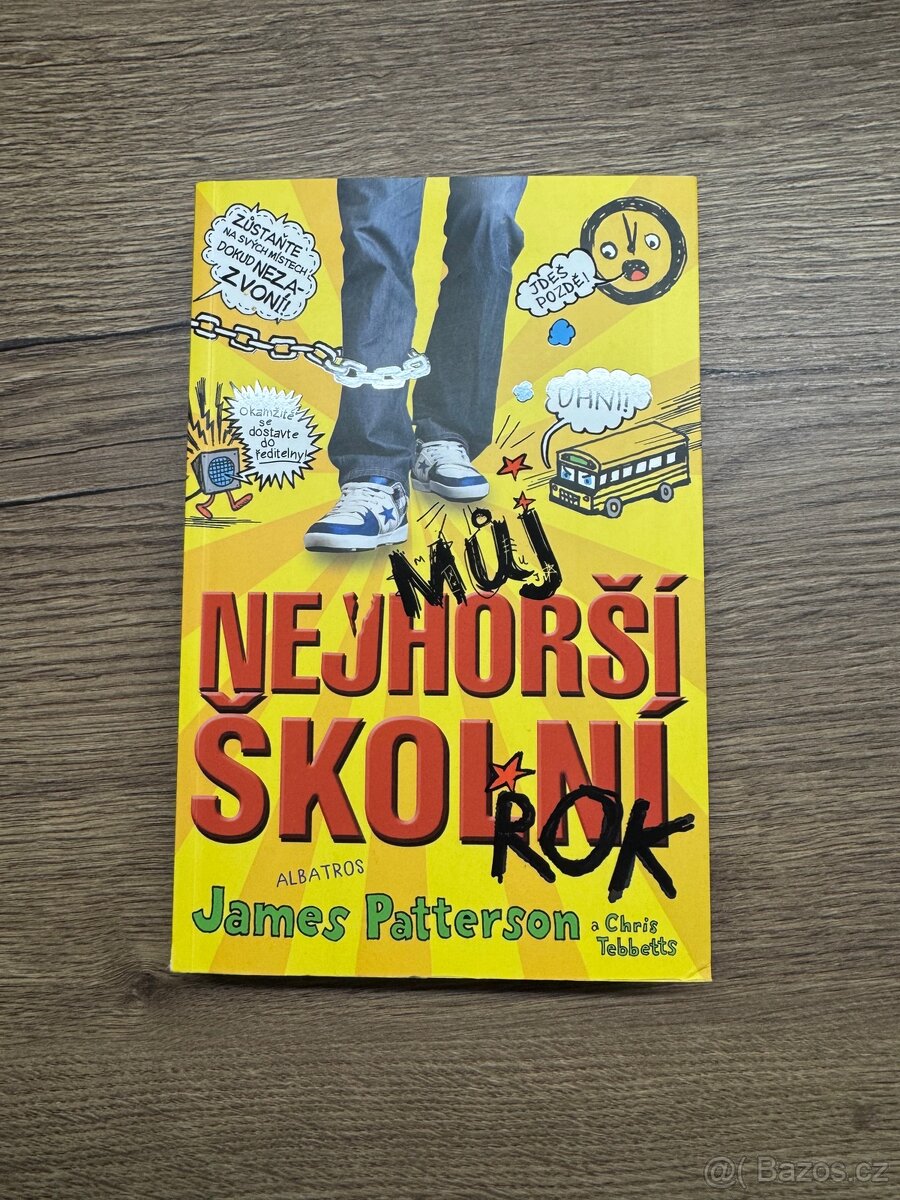 ZŮSTAŇTE
NA SVÝCH MÍSTECH
DOKUD NEZA-
ZVONÍ!
JDEŠ
POZDĚ!
UHNI!
okamžitě
se
dostavte
do
ředitelny!
MŮJ
M U J
NEJHORŠÍ
ŠKOLNÍ
ROK
ALBATROS
James Patterson
a Chris
Tebbetts
@( Bazos.cz